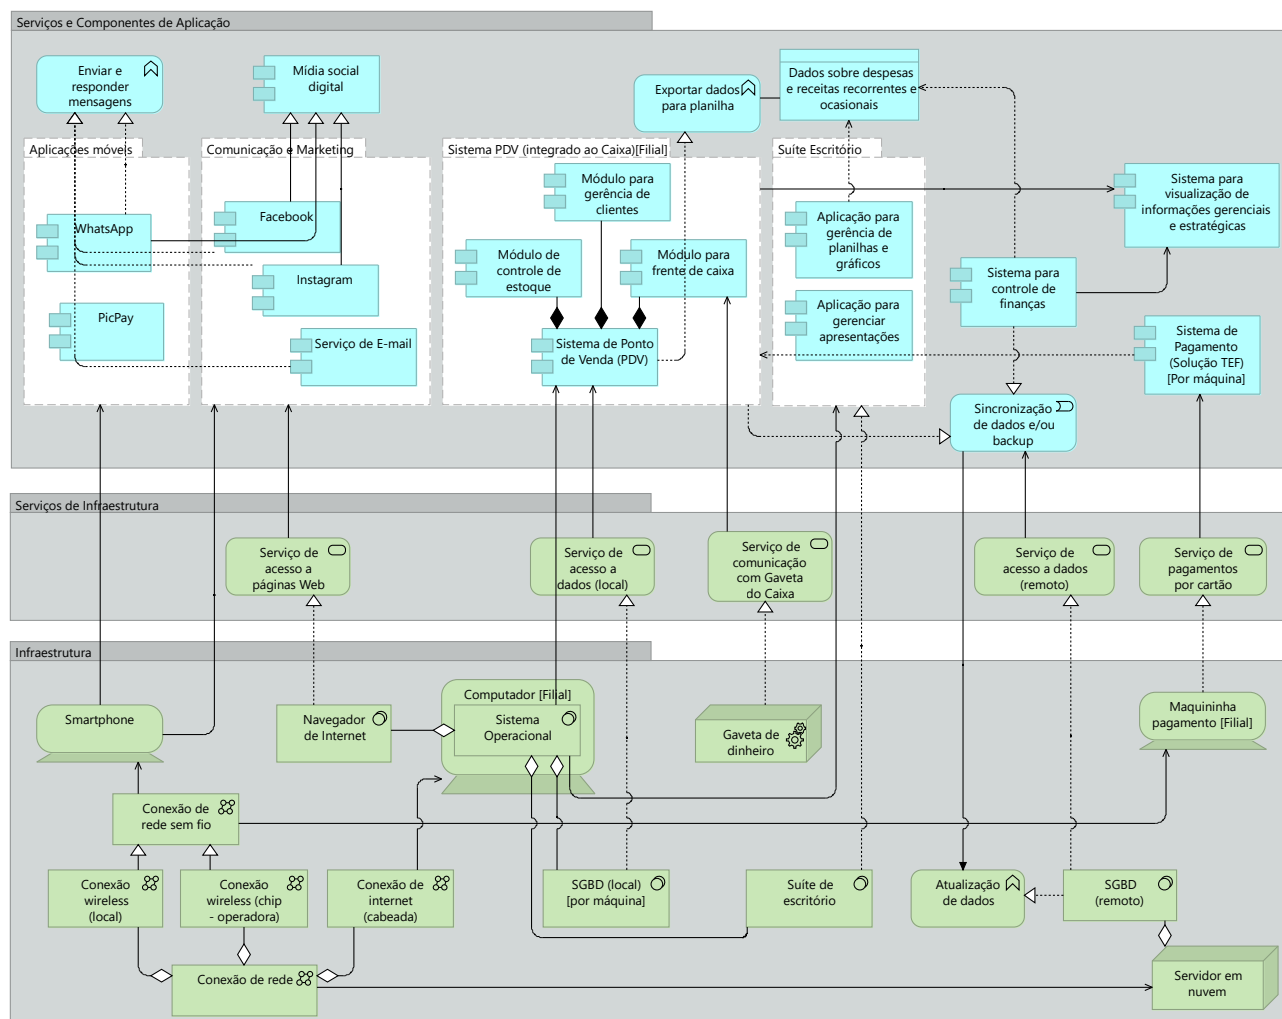 Serviços e Componentes de Aplicação
Enviar e
responder
mensagens
Mídia social
digital
Exportar dados
para planilha
Dados sobre despesas
e receitas recorrentes e
ocasionais
Aplicações móveis
Comunicação e Marketing
Sistema PDV (integrado ao Caixa)[Filial]
Suíte Escritório
WhatsApp
PicPay
Facebook
Instagram
Serviço de E-mail
Módulo para
gerência de
clientes
Módulo de
controle de
estoque
Módulo para
frente de caixa
Sistema de Ponto
de Venda (PDV)
Aplicação para
gerência de
planilhas e
gráficos
Aplicação para
gerenciar
apresentações
Sistema para
visualização de
informações gerenciais
e estratégicas
Sistema para
controle de
finanças
Sistema de
Pagamento
(Solução TEF)
[Por máquina]
Sincronização
de dados e/ou
backup
Serviços de Infraestrutura
Serviço de
acesso a
páginas Web
Serviço de
acesso a
dados (local)
Serviço de
comunicação
com Gaveta
do Caixa
Serviço de
acesso a dados
(remoto)
Serviço de
pagamentos
por cartão
Infraestrutura
Smartphone
Navegador
de Internet
Computador [Filial]
Sistema
Operacional
Gaveta de
dinheiro
Maquininha
pagamento [Filial]
Conexão de
rede sem fio
Conexão
wireless
(local)
Conexão
wireless (chip
- operadora)
Conexão de
internet
(cabeada)
SGBD (local)
[por máquina]
Suíte de
escritório
Atualização
de dados
SGBD
(remoto)
Conexão de rede
Servidor em
nuvem